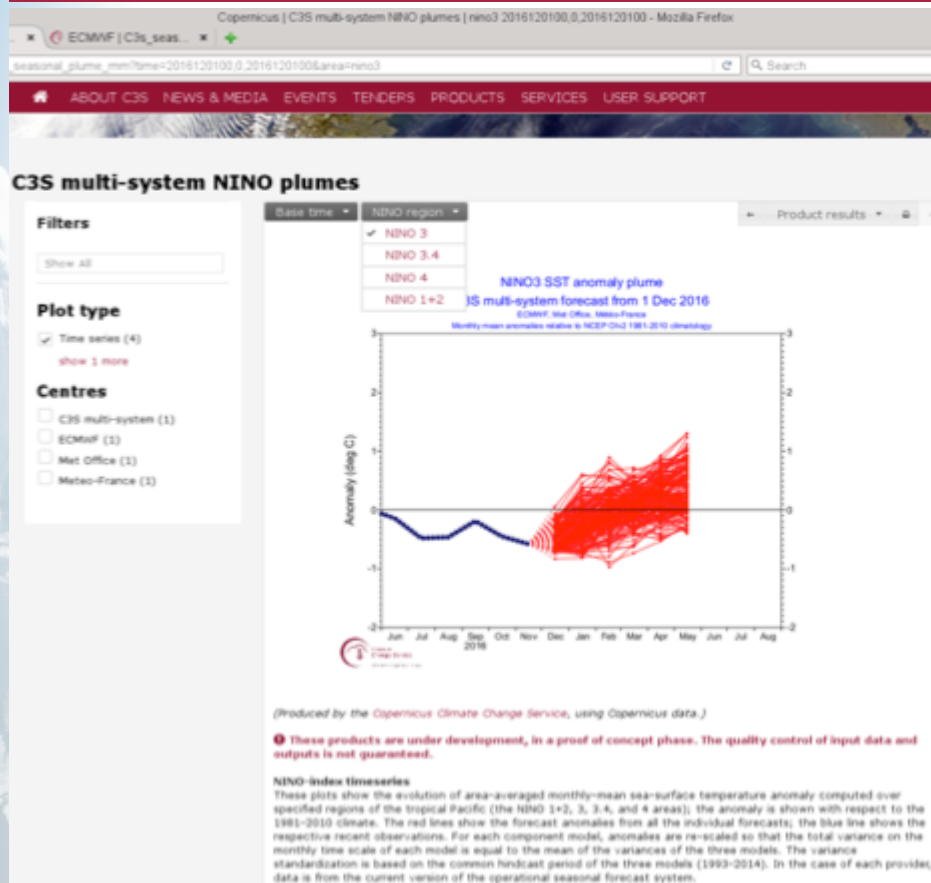 Copernicus | C3S multi-system NINO plumes | nino3 2016120100,0,2016120100 - Mozilla Firefox
ECMWF | C3s_seas...
seasonal_plume_mm?time=2016120100,0,2016120100&area=nino3
Search
ABOUT C3S NEWS & MEDIA EVENTS TENDERS PRODUCTS SERVICES USER SUPPORT
C3S multi-system NINO plumes
Filters
Show All
Plot type
Time series (4)
show 1 more
Centres
C3S multi-system (1)
ECMWF (1)
Met Office (1)
Meteo-France (1)
Base time NINO region
NINO 3
NINO 3.4
NINO 4
NINO 1+2
Product results
NINO3 SST anomaly plume
3S multi-system forecast from 1 Dec 2016
ECMWF, Met Office, Météo-France
Monthly mean anomalies relative to NCEP OIv2 1981-2010 climatology
Anomaly (deg C)
3 3
2 2
1 1
0 0
-1 -1
-2 -2
Jun Jul Aug Sep Oct Nov Dec Jan Feb Mar Apr May Jun Jul Aug
2016
(Produced by the Copernicus Climate Change Service, using Copernicus data.)
These products are under development, in a proof of concept phase. The quality control of input data and
outputs is not guaranteed.
NINO-index timeseries
These plots show the evolution of area-averaged monthly-mean sea-surface temperature anomaly computed over
specified regions of the tropical Pacific (the NINO 1+2, 3, 3.4, and 4 areas); the anomaly is shown with respect to the
1981-2010 climate. The red lines show the forecast anomalies from all the individual forecasts; the blue line shows the
respective recent observations. For each component model, anomalies are re-scaled so that the total variance on the
monthly time scale of each model is equal to the mean of the variances of the three models. The variance
standardization is based on the common hindcast period of the three models (1993-2014). In the case of each provider,
data is from the current version of the operational seasonal forecast system.